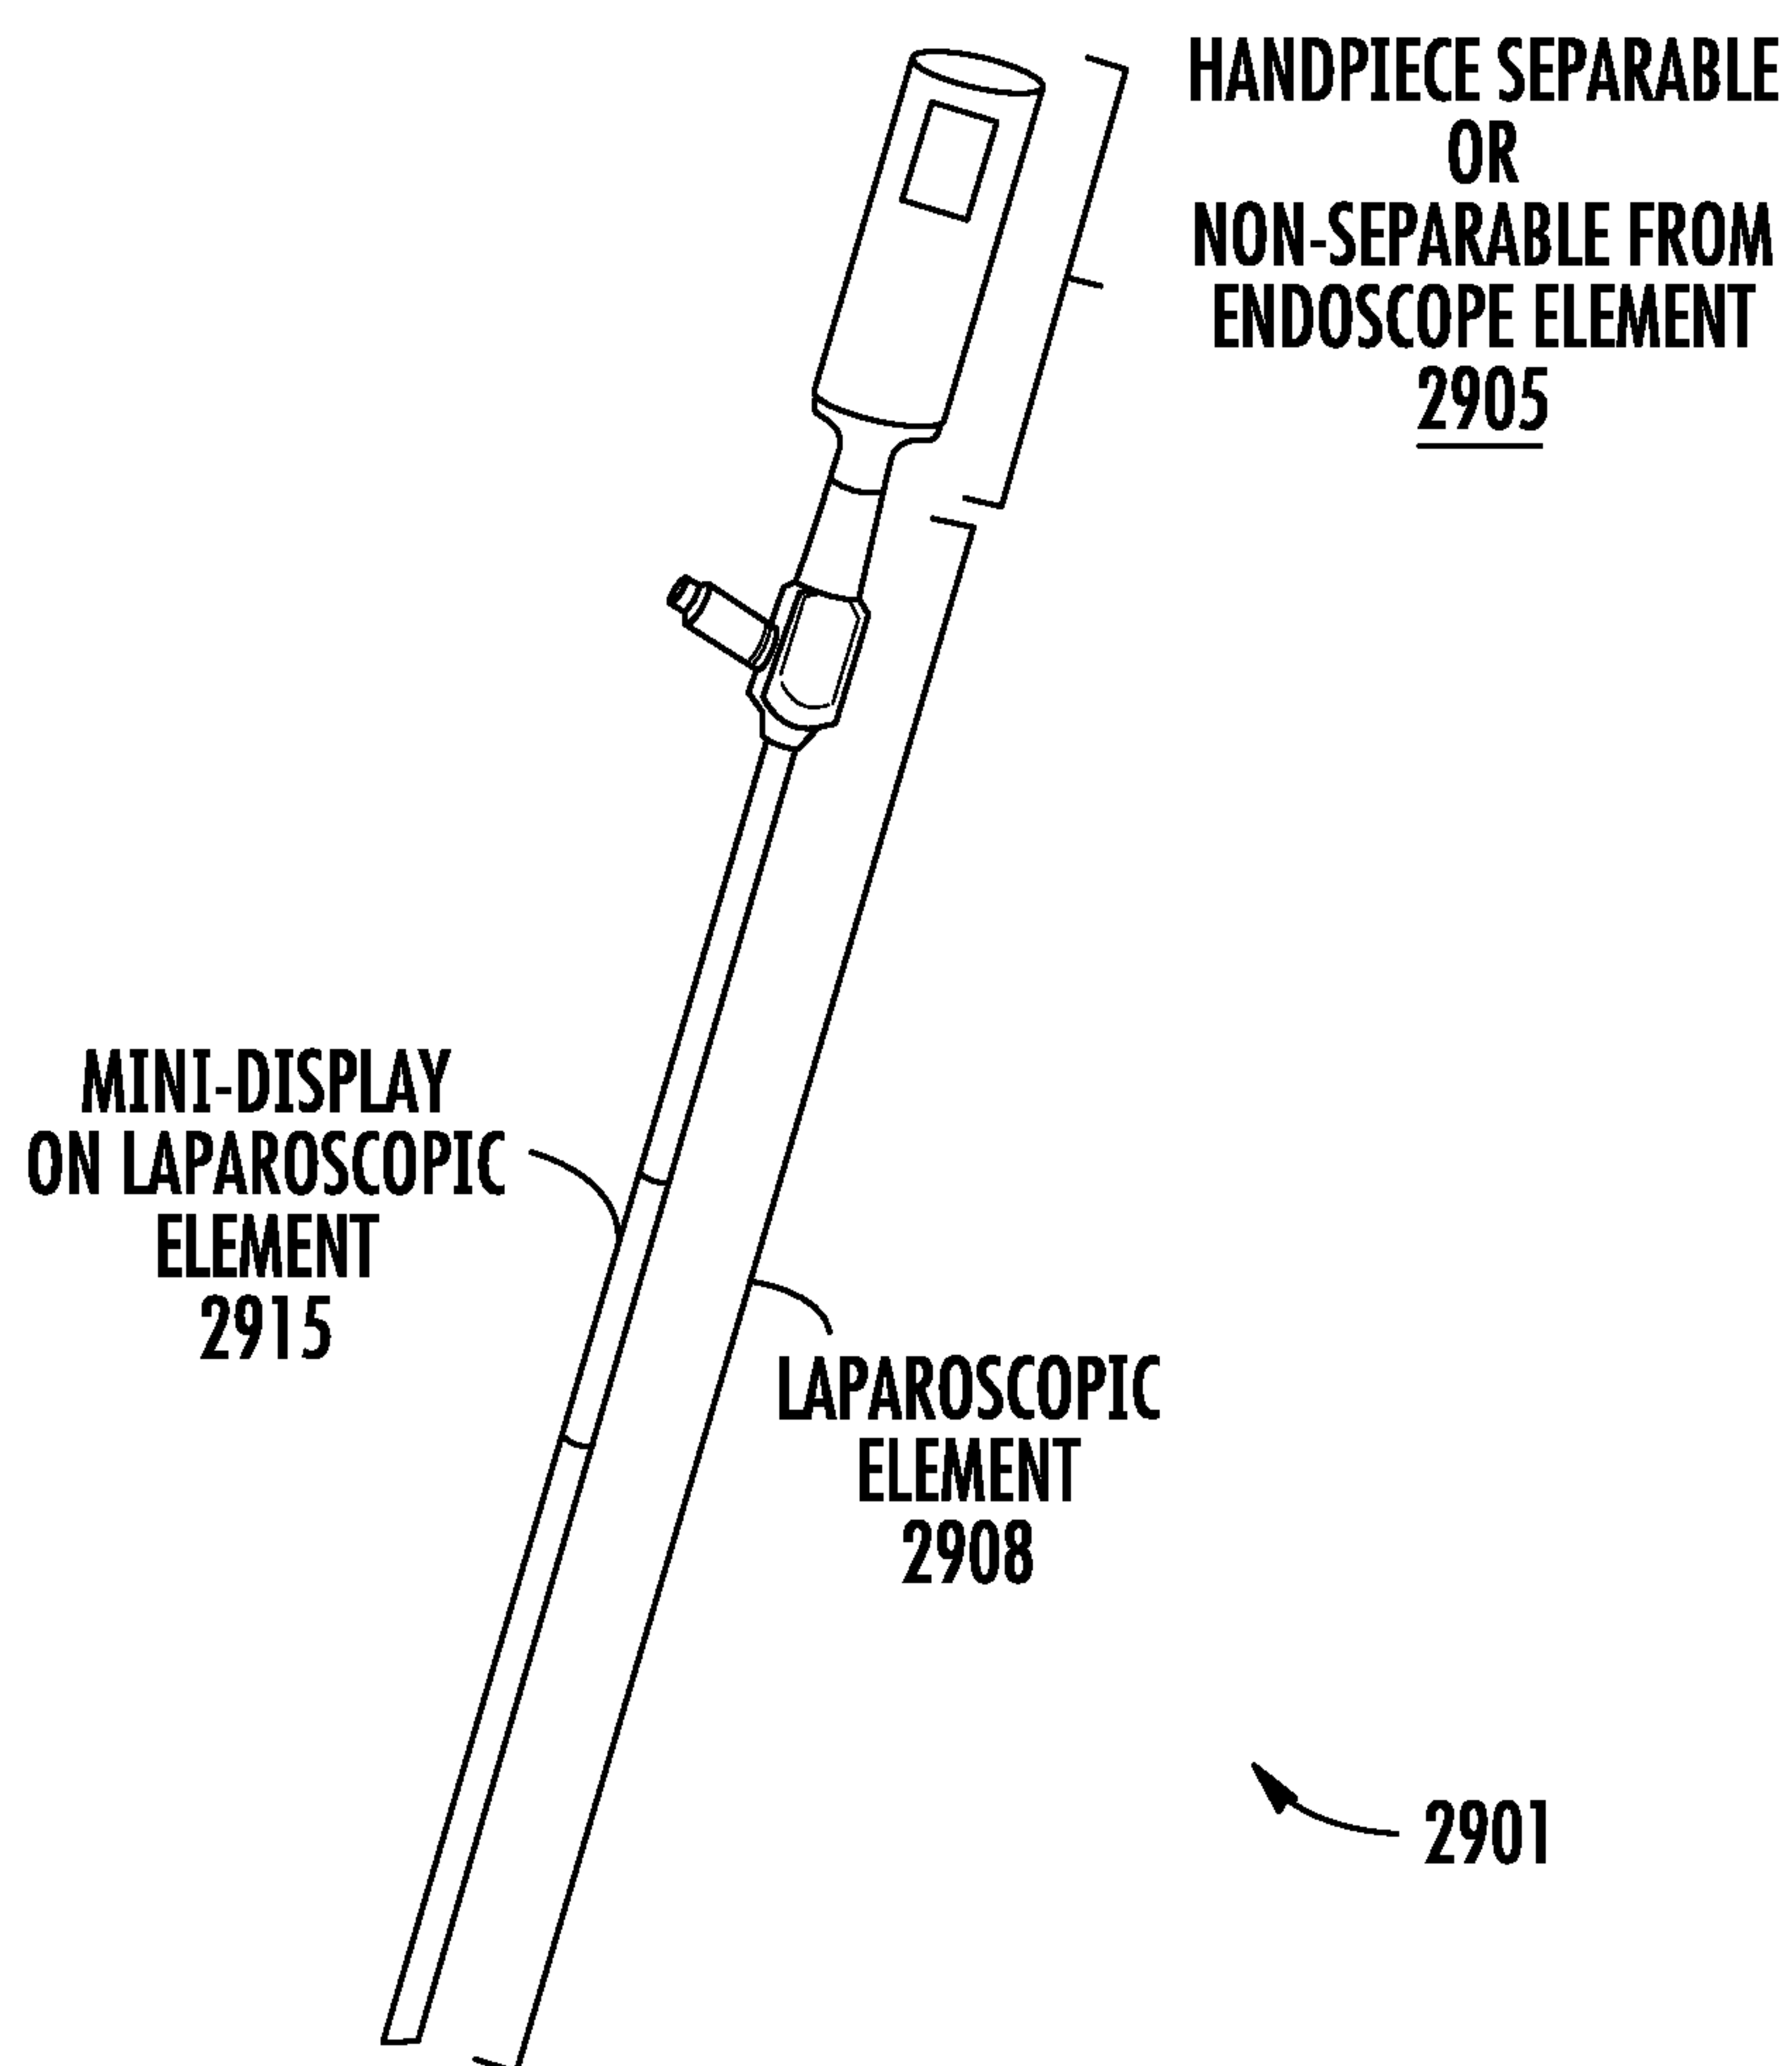 HANDPIECE SEPARABLE
OR
NON-SEPARABLE FROM
ENDOSCOPE ELEMENT
2905
MINI-DISPLAY
ON LAPAROSCOPIC
ELEMENT
2915
LAPAROSCOPIC
ELEMENT
2908
2901